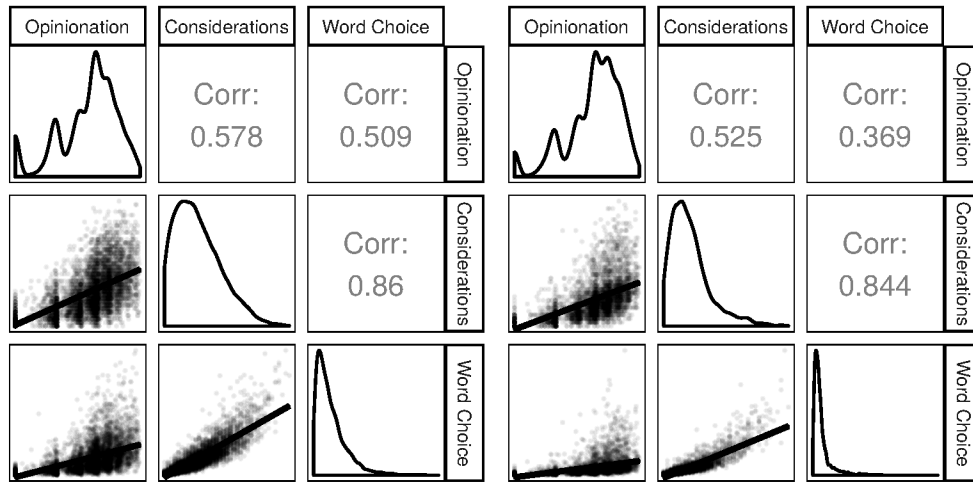 Opinionation Considerations Word Choice
Corr: 0.578
Corr: 0.509
Opinionation
Corr: 0.86
Considerations
Word Choice
Opinionation Considerations Word Choice
Corr: 0.525
Corr: 0.369
Opinionation
Corr: 0.844
Considerations
Word Choice